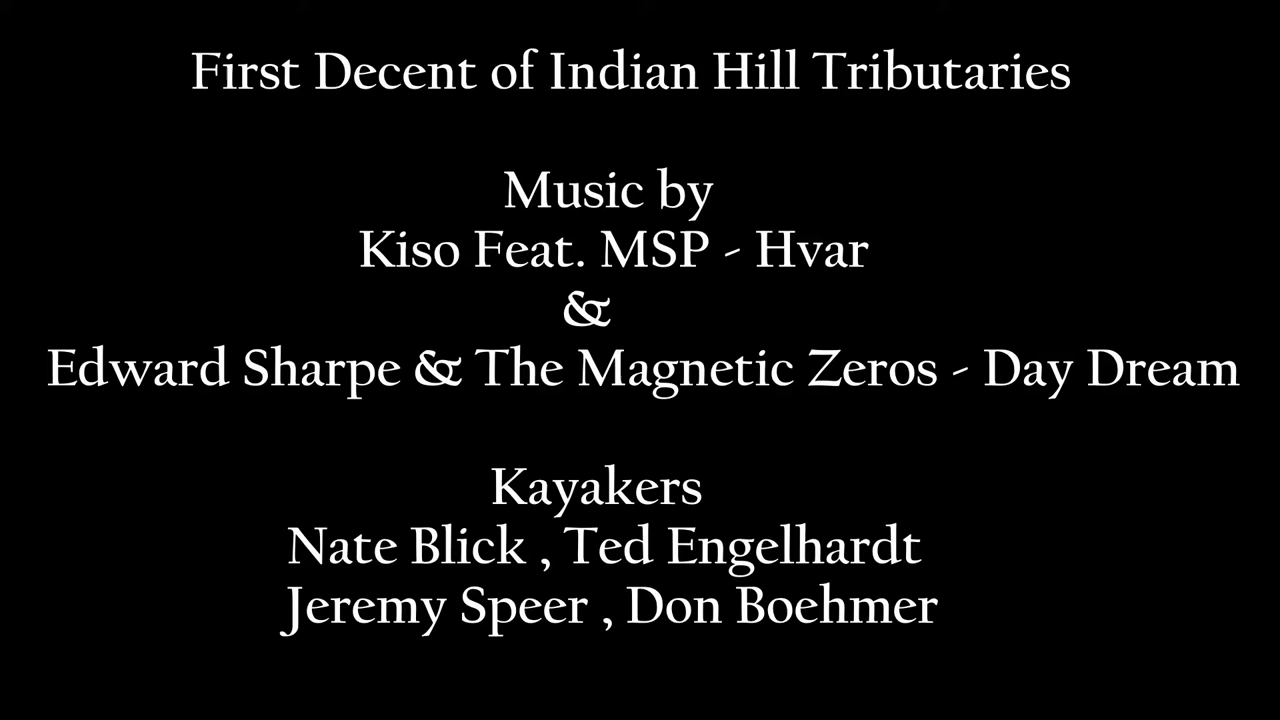 First Decent of Indian Hill Tributaries
Music by
Kiso Feat. MSP - Hvar
&
Edward Sharpe & The Magnetic Zeros - Day Dream
Kayakers
Nate Blick , Ted Engelhardt
Jeremy Speer , Don Boehmer